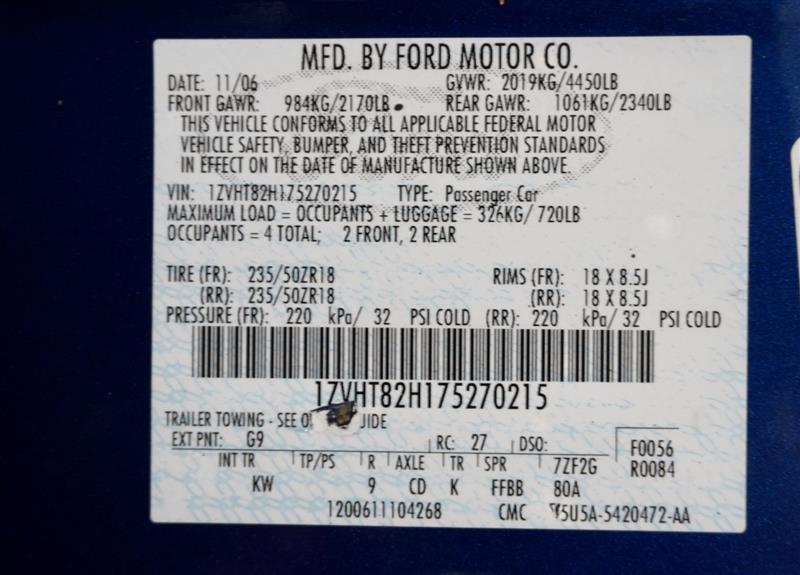 MFD. BY FORD MOTOR CO.
DATE: 11/06 GVWR: 2019KG/4450LB
FRONT GAWR: 984KG/2170LB REAR GAWR: 1061KG/2340LB
THIS VEHICLE CONFORMS TO ALL APPLICABLE FEDERAL MOTOR
VEHICLE SAFETY, BUMPER, AND THEFT PREVENTION STANDARDS
IN EFFECT ON THE DATE OF MANUFACTURE SHOWN ABOVE.
VIN: 1ZVHT82H175270215 TYPE: Passenger Car
MAXIMUM LOAD = OCCUPANTS + LUGGAGE = 326KG/ 720LB
OCCUPANTS = 4 TOTAL; 2 FRONT, 2 REAR
TIRE (FR): 235/50ZR18 RIMS (FR): 18 X 8.5J
(RR): 235/50ZR18 (RR): 18 X 8.5J
PRESSURE (FR): 220 kPa/ 32 PSI COLD (RR): 220 kPa/ 32 PSI COLD
1ZVHT82H175270215
TRAILER TOWING - SEE
EXT PNT: G9 RC: 27 DSO: F0056
INT TR TP/PS R AXLE TR SPR 7ZF2G R0084
KW 9 CD K FFBB 80A
1200611104268 CMC 5U5A-5420472-AA